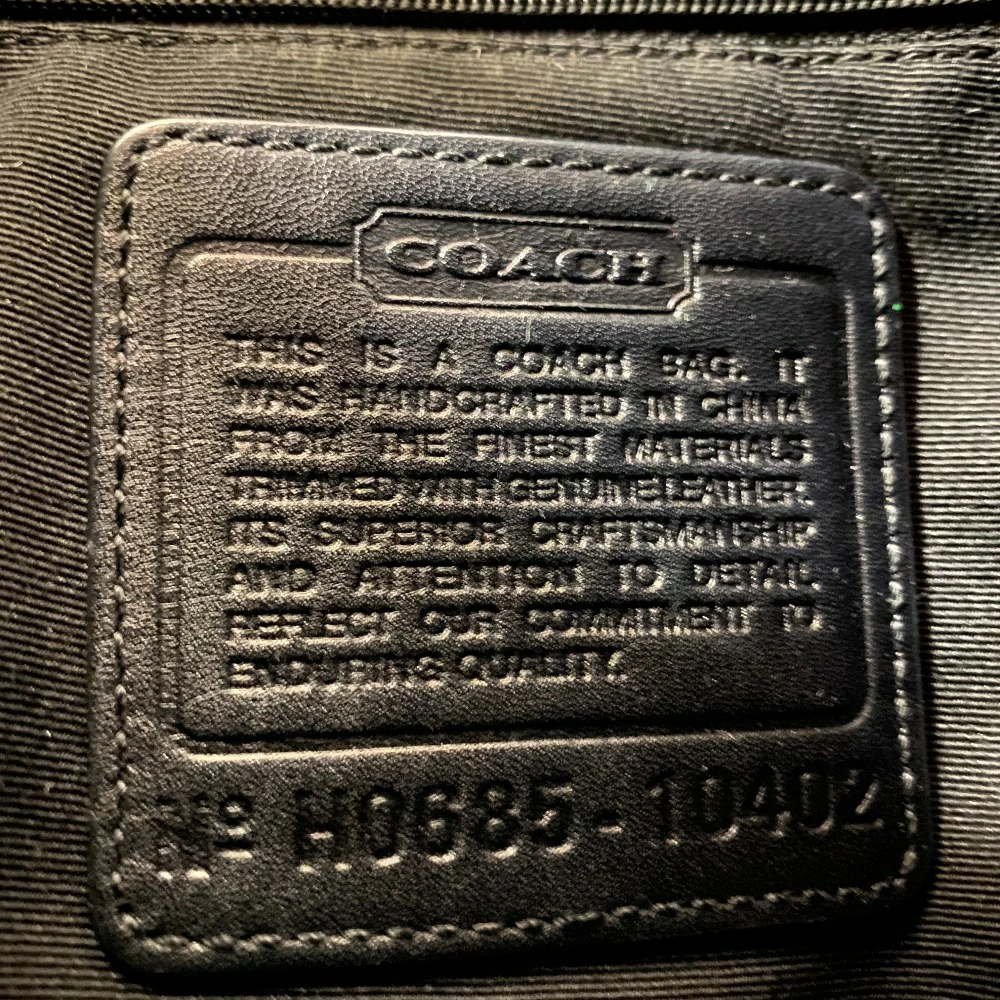 COACH
THIS IS A COACH BAG. IT
WAS HANDCRAFTED IN CHINA
FROM THE FINEST MATERIALS
TRIMMED WITH GENUINE LEATHER.
ITS SUPERIOR CRAFTSMANSHIP
AND ATTENTION TO DETAIL
REFLECT OUR COMMITMENT TO
ENDURING QUALITY.
Nº H0685-10402